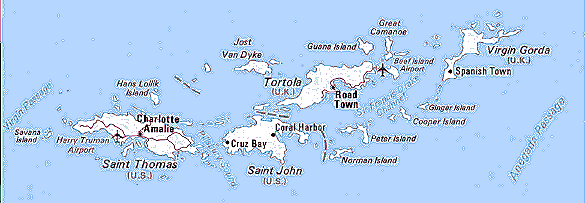 Great
Camanoe
Jost
Van Dyke
Guana Island
Virgin Gorda
(U.K.)
Beef Island
Airport
Spanish Town
Tortola
(U.K.)
Hans Lollik
Island
Road
Town
Ginger Island
Cooper Island
Charlotte
Amalie
Savana
Island
Harry Truman
Airport
Coral Harbor
Cruz Bay
Peter Island
Norman Island
Saint Thomas
(U.S.)
Saint John
(U.S.)
Anegada Passage